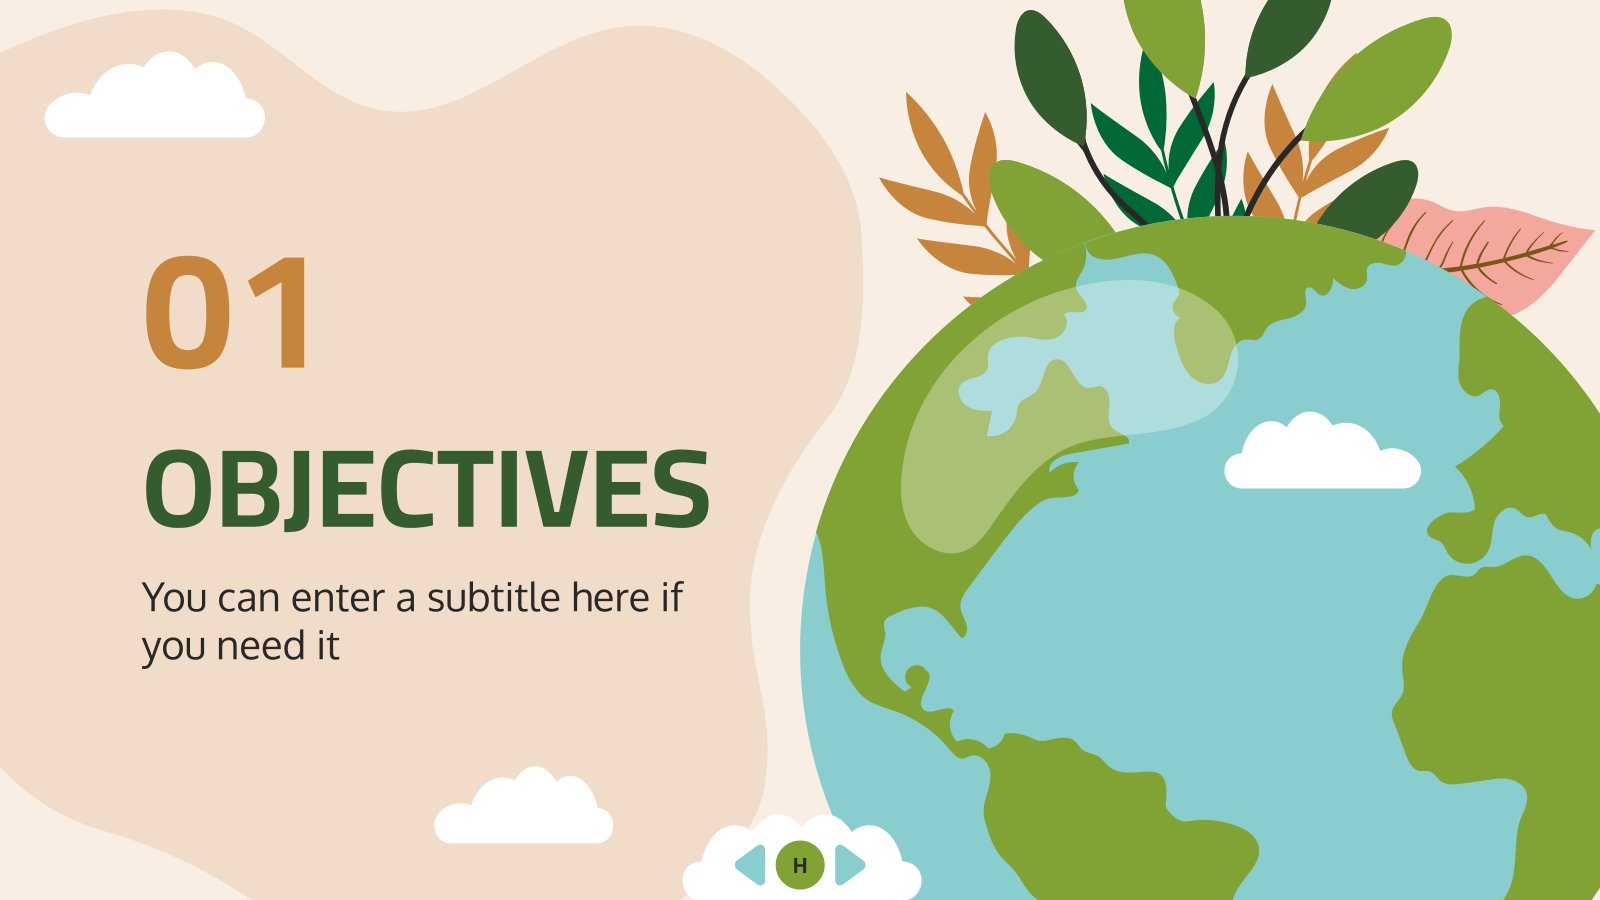 01
OBJECTIVES
You can enter a subtitle here if
you need it
H